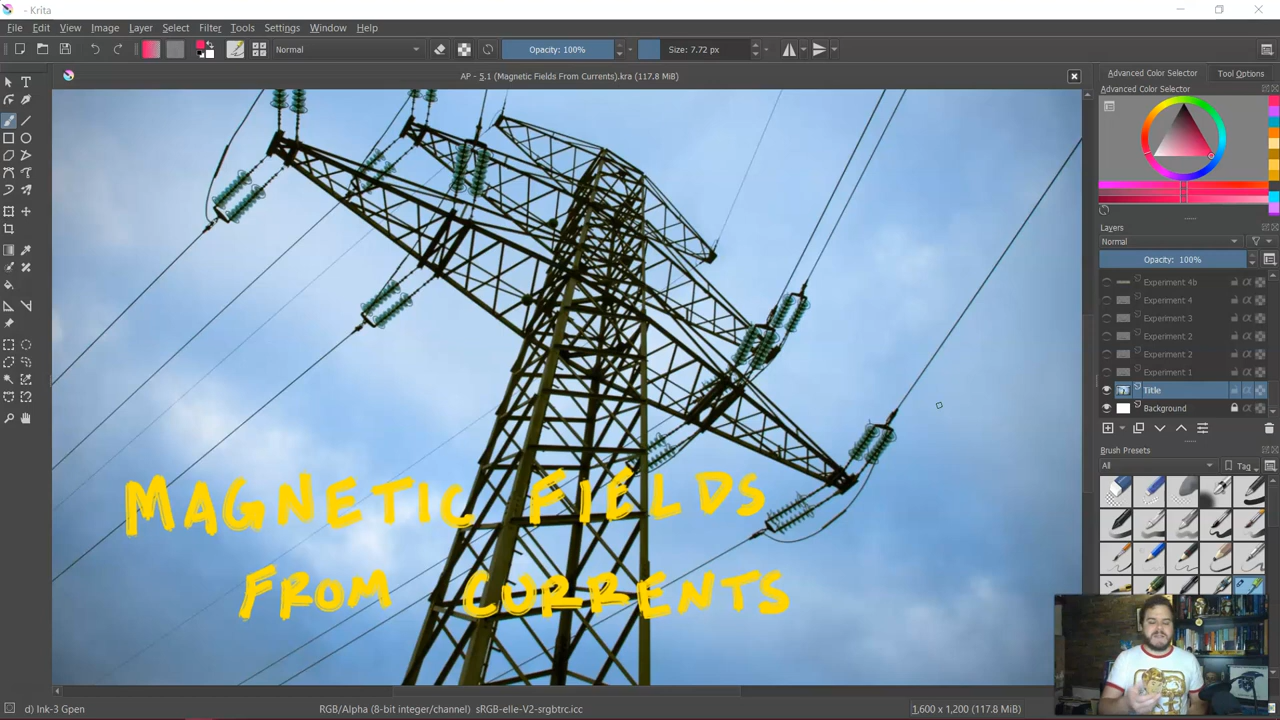 - Krita
File Edit View Image Layer Select Filter Tools Settings Window Help
Normal Opacity: 100% Size: 7.72 px
AP - 5.1 (Magnetic Fields From Currents).kra (117.8 MiB)
Advanced Color Selector Tool Options
Advanced Color Selector
Layers
Normal
Opacity: 100%
Experiment 4b
Experiment 4
Experiment 3
Experiment 2
Experiment 2
Experiment 1
Title
Background
Brush Presets
All Tag
MAGNETIC FIELDS
FROM CURRENTS
d) Ink-3 Gpen RGB/Alpha (8-bit integer/channel) sRGB-elle-V2-srgbtrc.icc 1,600 x 1,200 (117.8 MiB)